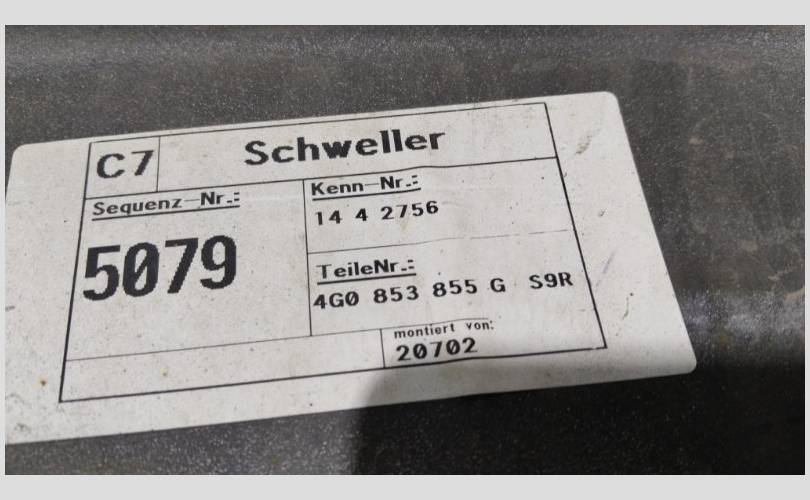 C7 Schweller
Sequenz-Nr.:
5079
Kenn-Nr.:
14 4 2756
TeileNr.:
4G0 853 855 G S9R
montiert von:
20702